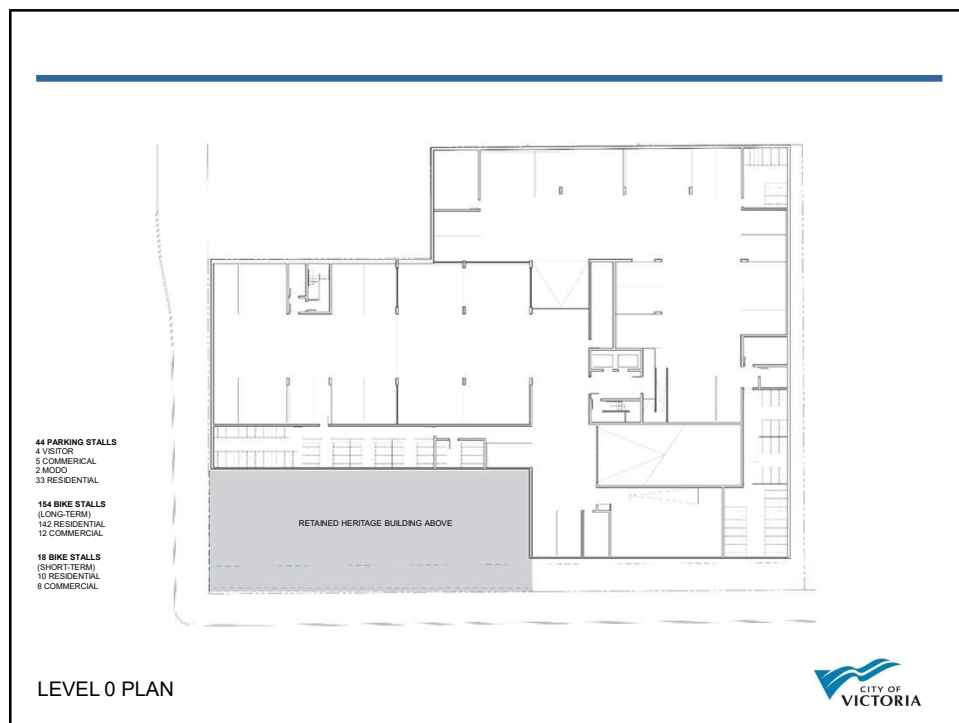 44 PARKING STALLS
4 VISITOR
5 COMMERICAL
2 MODO
33 RESIDENTIAL
154 BIKE STALLS
(LONG-TERM)
142 RESIDENTIAL
12 COMMERCIAL
18 BIKE STALLS
(SHORT-TERM)
10 RESIDENTIAL
8 COMMERCIAL
RETAINED HERITAGE BUILDING ABOVE
LEVEL 0 PLAN
CITY OF
VICTORIA